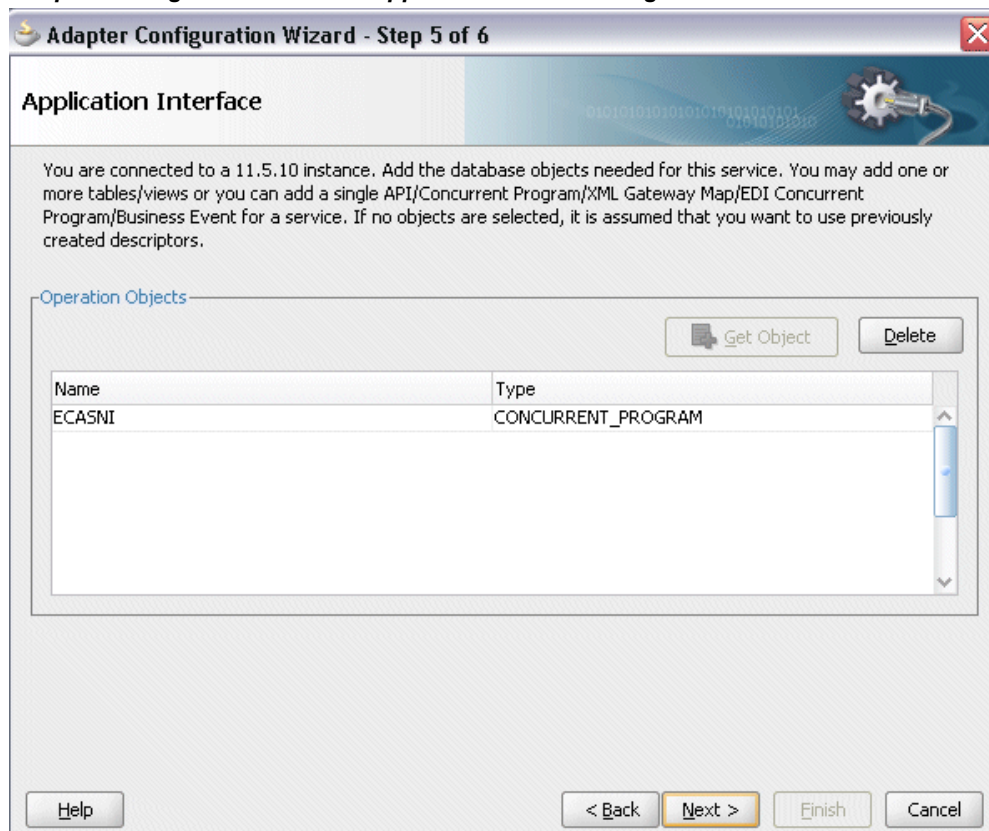 Adapter Configuration Wizard - Step 5 of 6
Application Interface
You are connected to a 11.5.10 instance. Add the database objects needed for this service. You may add one or
more tables/views or you can add a single API/Concurrent Program/XML Gateway Map/EDI Concurrent
Program/Business Event for a service. If no objects are selected, it is assumed that you want to use previously
created descriptors.
Operation Objects
Get Object
Delete
Name Type
ECASNI CONCURRENT_PROGRAM
Help
< Back
Next >
Finish
Cancel